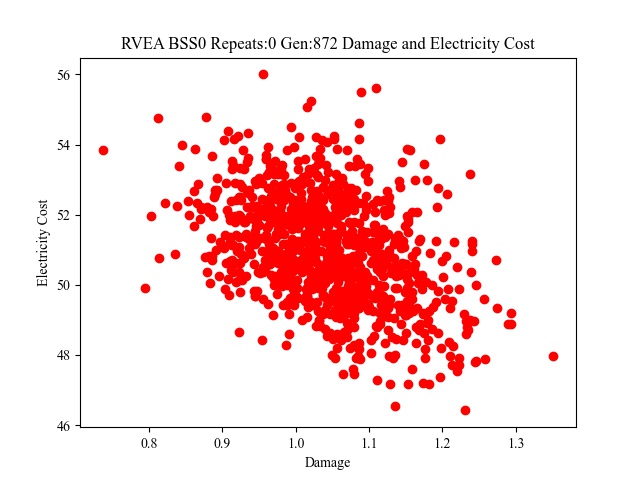 RVEA BSS0 Repeats:0 Gen:872 Damage and Electricity Cost
56
54
52
50
48
46
Electricity Cost
0.8 0.9 1.0 1.1 1.2 1.3
Damage